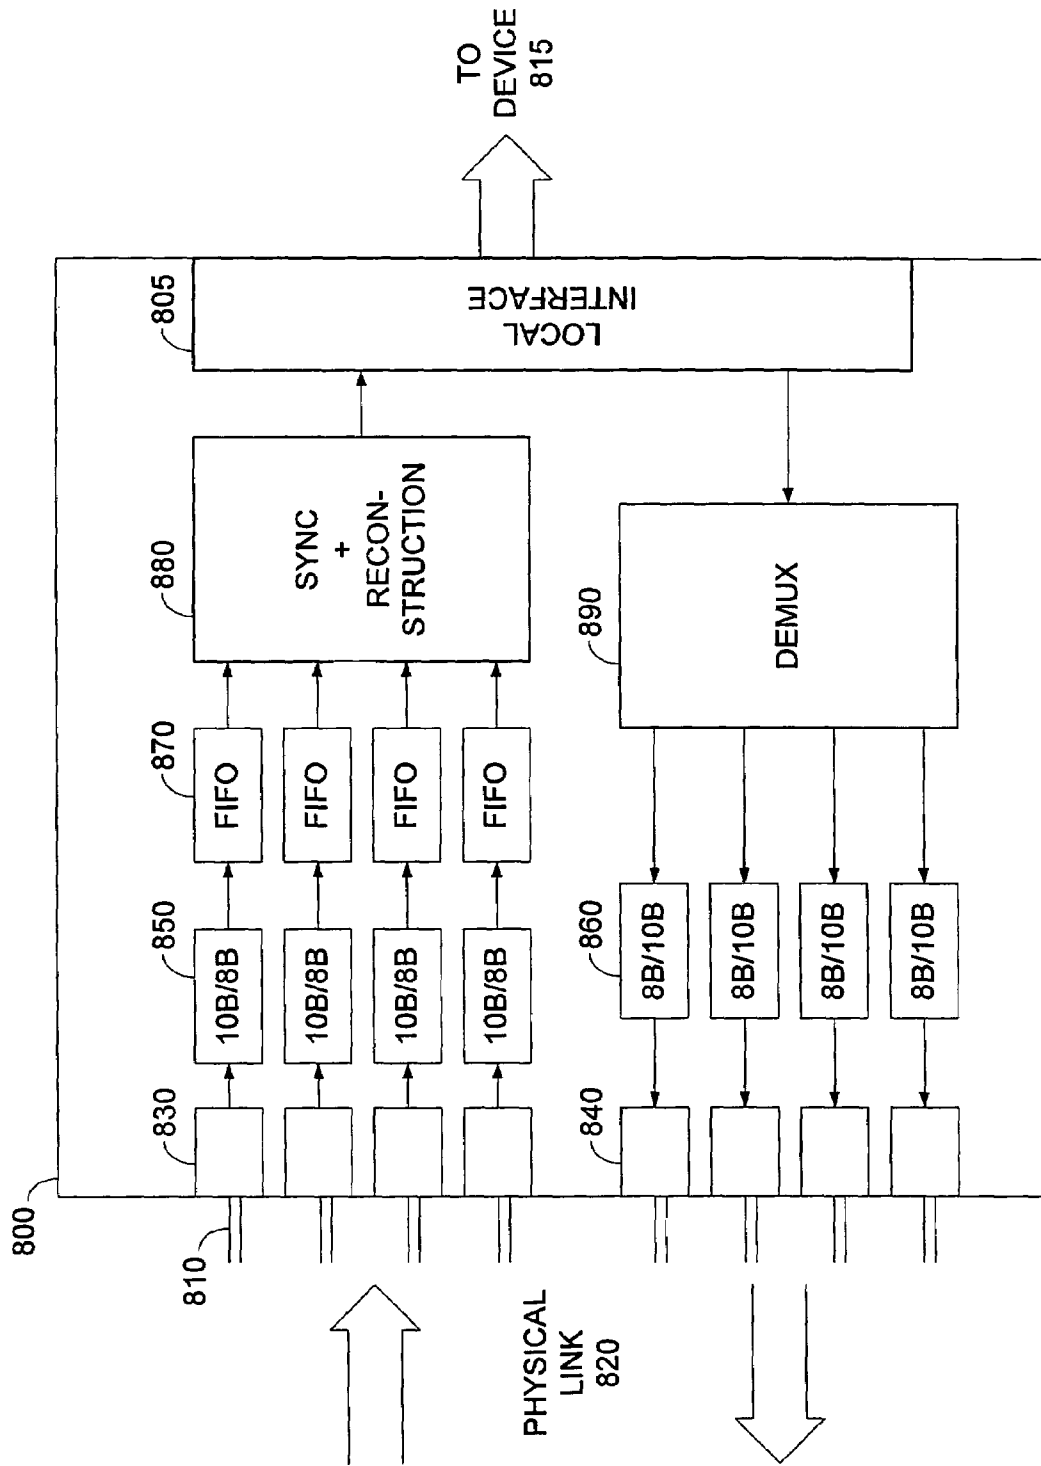 800
810
PHYSICAL
LINK
820
830
850
870
880
805
10B/8B
FIFO
10B/8B
FIFO
10B/8B
FIFO
10B/8B
FIFO
SYNC
+
RECON-
STRUCTION
LOCAL
INTERFACE
TO
DEVICE
815
840
860
890
8B/10B
8B/10B
8B/10B
8B/10B
DEMUX